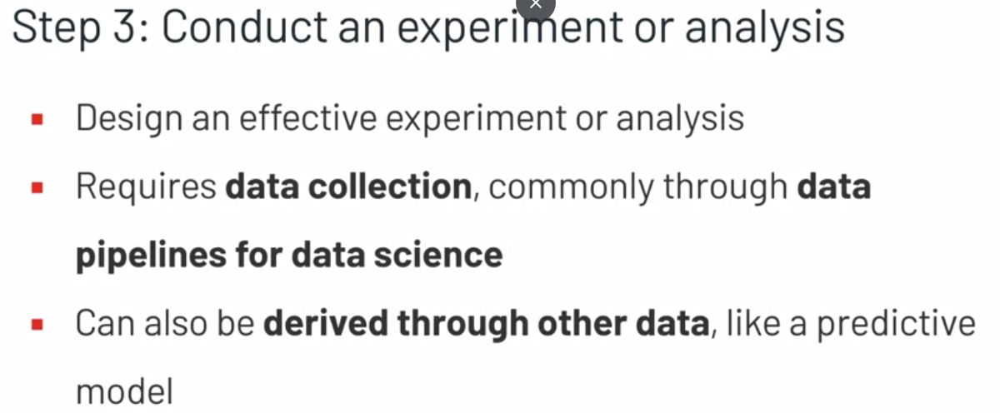 Step 3: Conduct an experiment or analysis
Design an effective experiment or analysis
Requires data collection, commonly through data
pipelines for data science
Can also be derived through other data, like a predictive
model